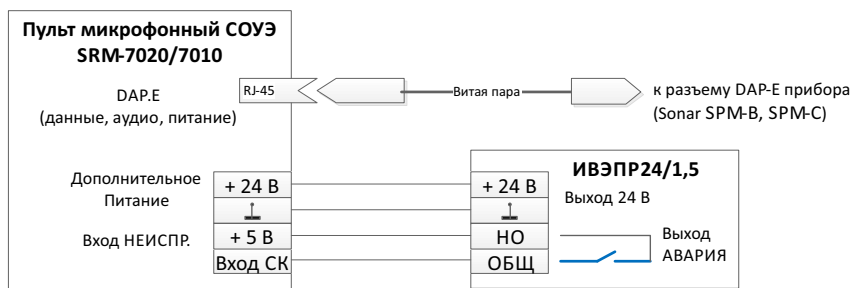 Пульт микрофонный СОУЭ
SRM-7020/7010
DAP.E
(данные, аудио, питание)
RJ-45
Витая пара
к разъему DAP-E прибора
(Sonar SPM-B, SPM-C)
Дополнительное
Питание
+ 24 В
Вход НЕИСПР.
+ 5 В
Вход СК
ИВЭПР24/1,5
+ 24 В
Выход 24 В
НО
ОБЩ
Выход
АВАРИЯ